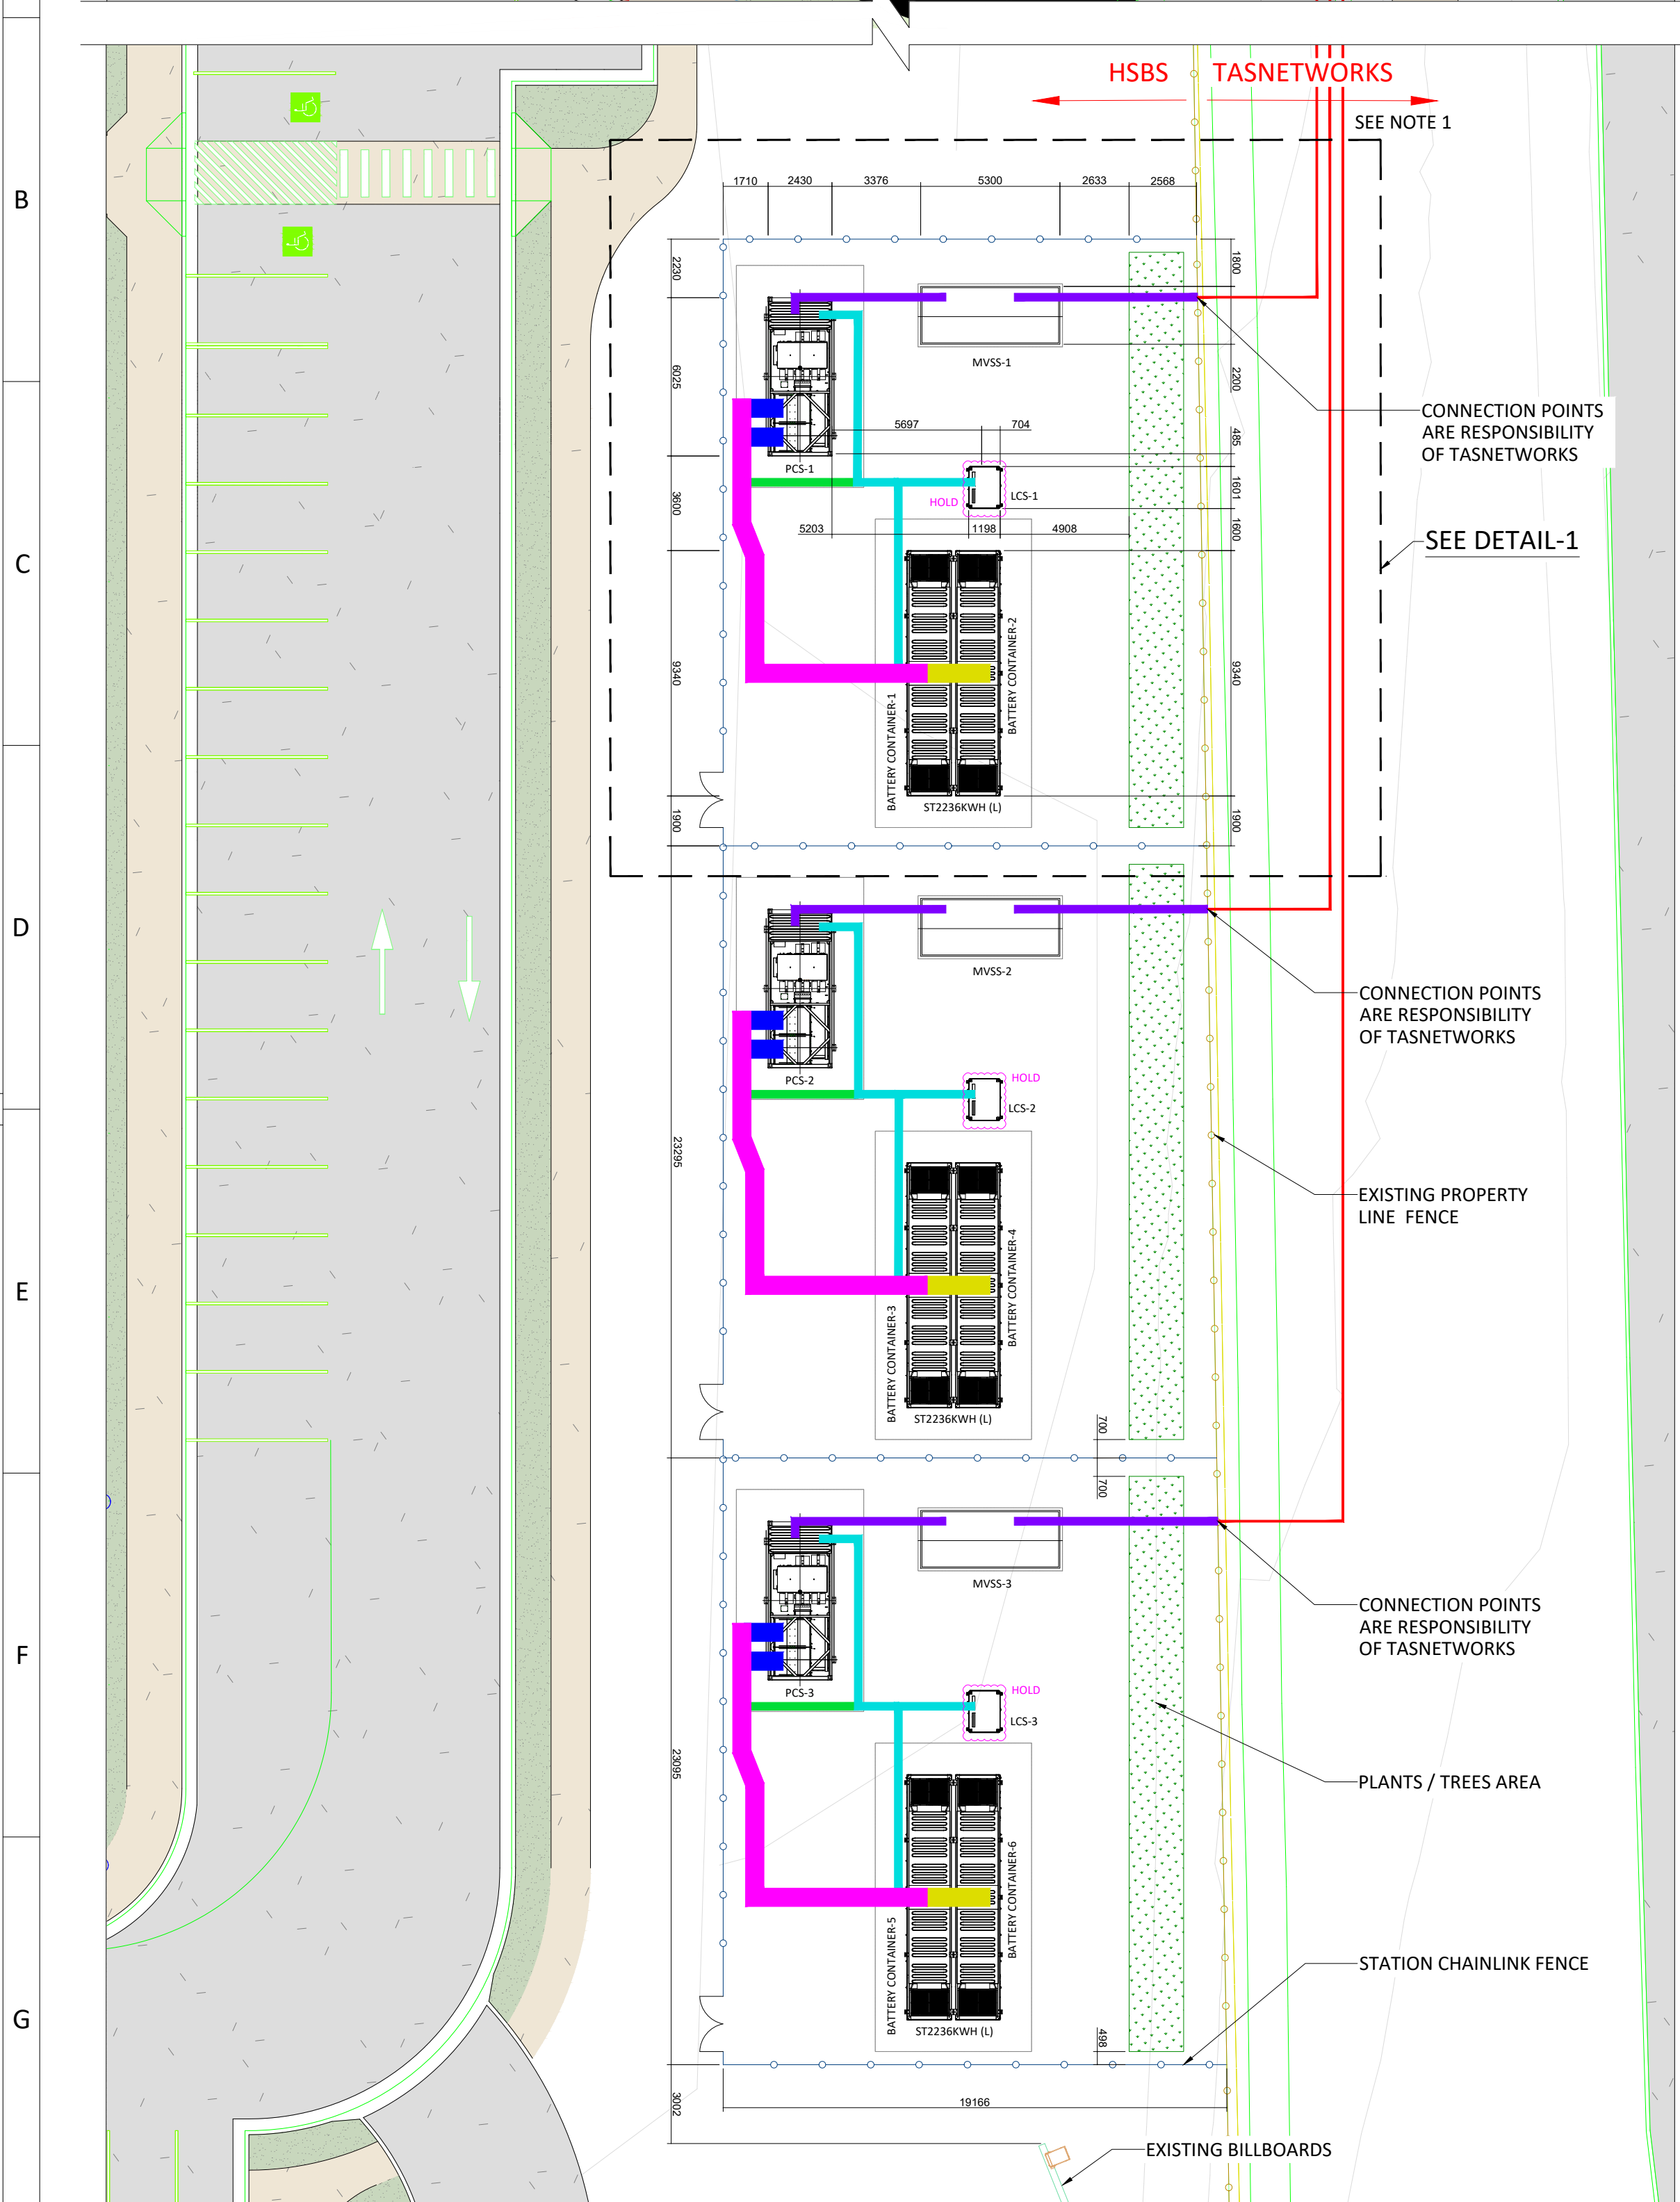 HSBS TASNETWORKS
SEE NOTE 1
B
1710 2430 3376 5300 2633 2568
2230
1800
MVSS-1
6025
2200
CONNECTION POINTS
ARE RESPONSIBILITY
OF TASNETWORKS
5697 704
485
PCS-1
LCS-1
HOLD
1601
3600
5203 1198 4908
1600
SEE DETAIL-1
C
BATTERY CONTAINER-2
9340
9340
BATTERY CONTAINER-1
ST2236KWH (L)
1900
1900
D
MVSS-2
CONNECTION POINTS
ARE RESPONSIBILITY
OF TASNETWORKS
PCS-2
HOLD
LCS-2
23295
EXISTING PROPERTY
LINE FENCE
BATTERY CONTAINER-4
E
BATTERY CONTAINER-3
ST2236KWH (L)
700
700
MVSS-3
CONNECTION POINTS
ARE RESPONSIBILITY
OF TASNETWORKS
F
PCS-3
HOLD
LCS-3
23095
PLANTS / TREES AREA
BATTERY CONTAINER-6
BATTERY CONTAINER-5
STATION CHAINLINK FENCE
G
ST2236KWH (L)
498
3002
19166
EXISTING BILLBOARDS